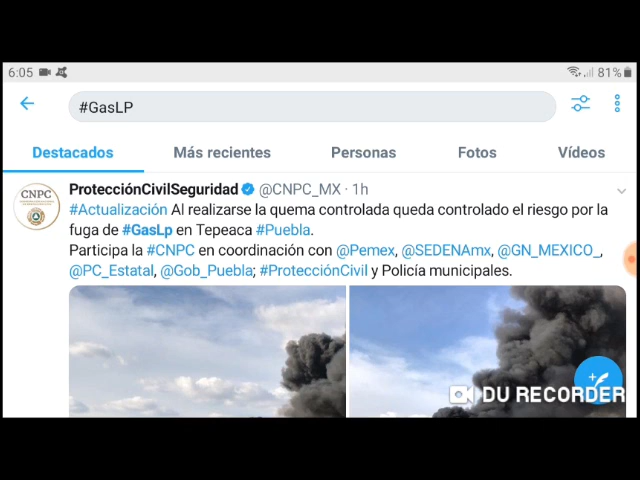 6:05 81%
#GasLP
Destacados Más recientes Personas Fotos Vídeos
CNPC ProtecciónCivilSeguridad @CNPC_MX · 1h
#Actualización Al realizarse la quema controlada queda controlado el riesgo por la
fuga de #GasLp en Tepeaca #Puebla.
Participa la #CNPC en coordinación con @Pemex, @SEDENAmx, @GN_MEXICO_,
@PC_Estatal, @Gob_Puebla; #ProtecciónCivil y Policía municipales.
DU RECORDER